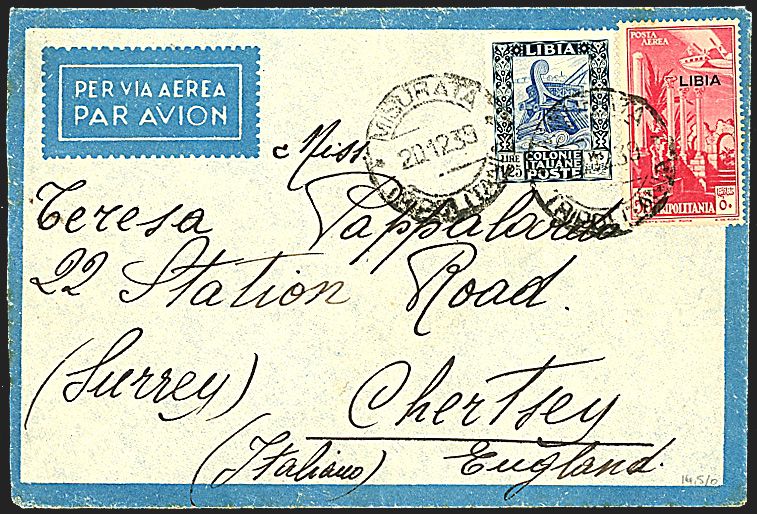 PER VIA AEREA
PAR AVION
MISURATA
20.12.39
LIBIA
LIRE
1,25
COLONIE
ITALIANE
POSTE
POSTA
AEREA
LIBIA
TRIPOLITANIA
Miss
Teresa Pappalardo
22 Station Road.
(Surrey) Chertsey
(Italiano) England.